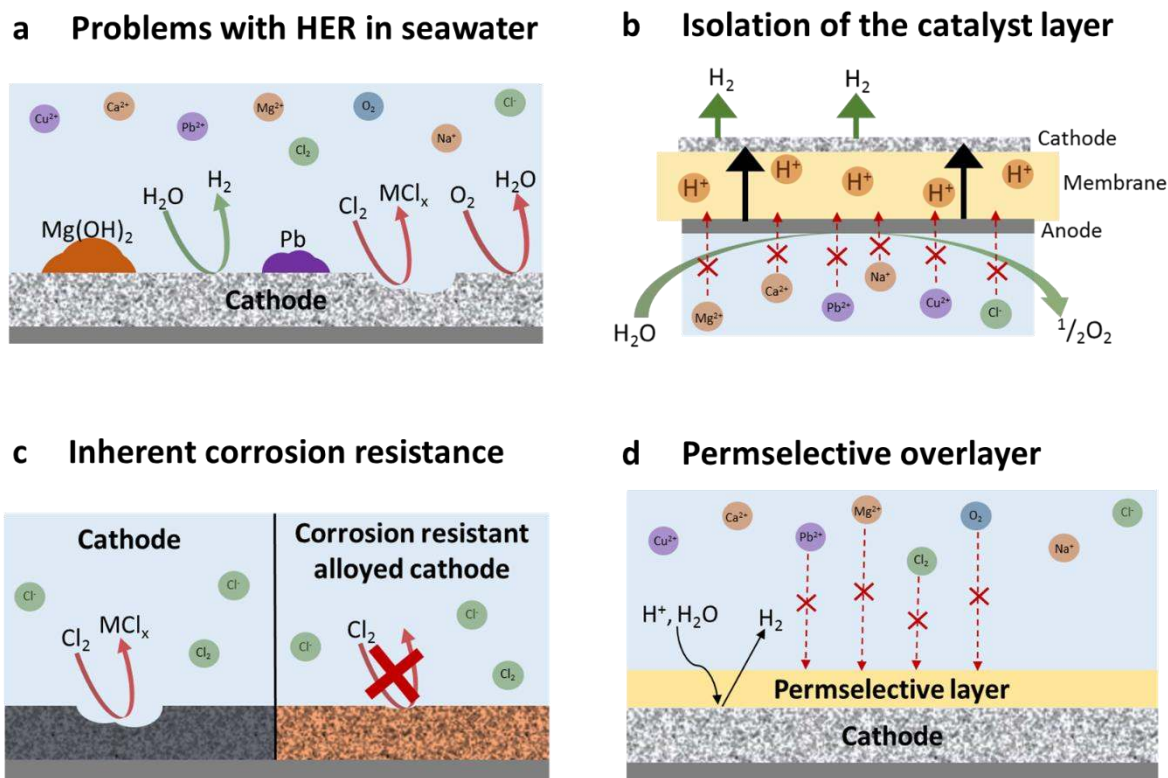 a Problems with HER in seawater
Cu²⁺
Ca²⁺
Pb²⁺
Mg²⁺
Cl₂
O₂
Na⁺
Cl⁻
Mg(OH)₂
H₂O
H₂
Pb
Cl₂
MClₓ
O₂
H₂O
Cathode
b Isolation of the catalyst layer
H₂
H₂
Cathode
H⁺
H⁺
H⁺
H⁺
H⁺
Membrane
Anode
Mg²⁺
Ca²⁺
Pb²⁺
Na⁺
Cu²⁺
Cl⁻
H₂O
¹/₂O₂
c Inherent corrosion resistance
Cathode
Cl⁻
Cl⁻
Cl₂
MClₓ
Cl₂
Corrosion resistant
alloyed cathode
Cl⁻
Cl⁻
Cl₂
Cl₂
d Permselective overlayer
Cu²⁺
Ca²⁺
Pb²⁺
Mg²⁺
Cl₂
O₂
Na⁺
Cl⁻
H⁺, H₂O
H₂
Permselective layer
Cathode